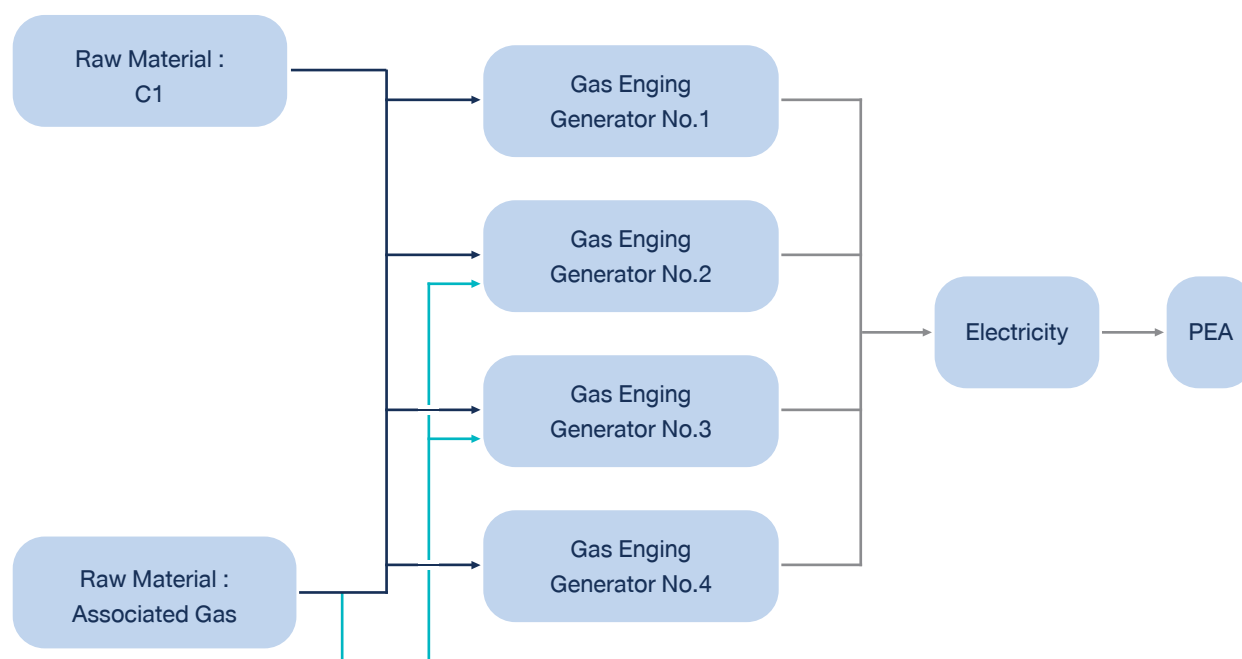 Raw Material :
C1
Gas Enging
Generator No.1
Gas Enging
Generator No.2
Gas Enging
Generator No.3
Gas Enging
Generator No.4
Electricity
PEA
Raw Material :
Associated Gas